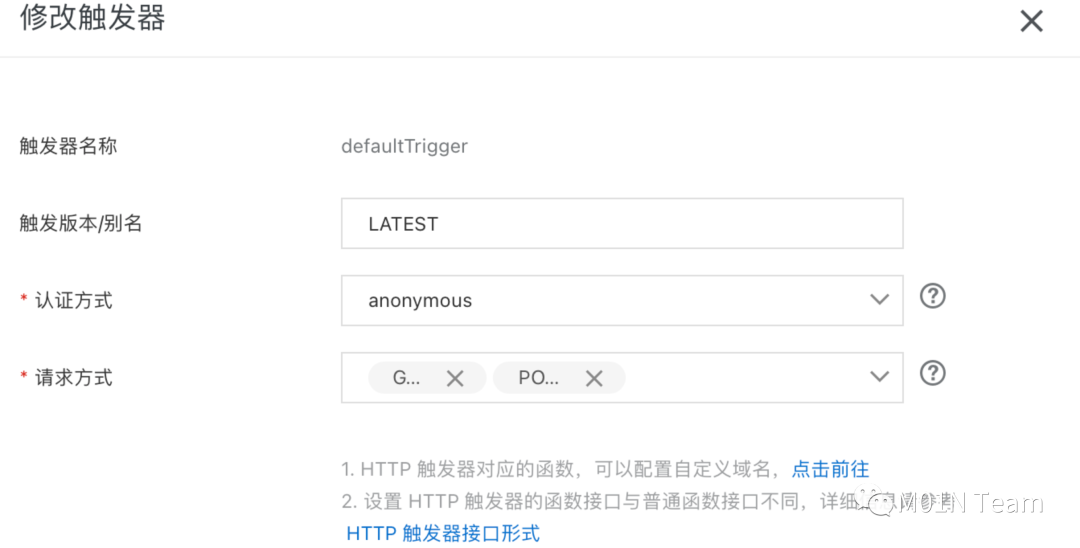 修改触发器
触发器名称 defaultTrigger
触发版本/别名 LATEST
* 认证方式 anonymous
* 请求方式 G... PO...
1. HTTP 触发器对应的函数，可以配置自定义域名，点击前往
2. 设置 HTTP 触发器的函数接口与普通函数接口不同，详细
HTTP 触发器接口形式
M01N Team